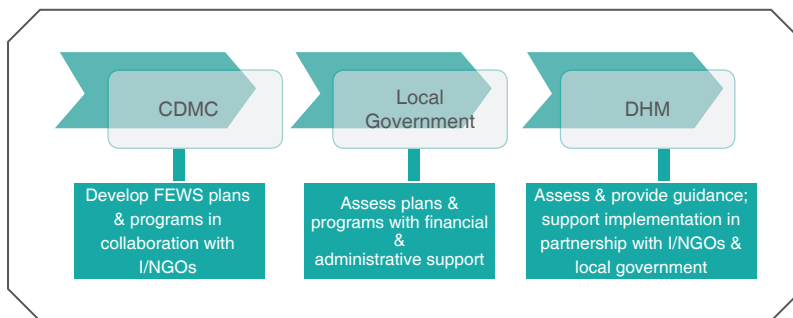 CDMC
Develop FEWS plans
& programs in
collaboration with
I/NGOs
Local
Government
Assess plans &
programs with financial
&
administrative support
DHM
Assess & provide guidance;
support implementation in
partnership with I/NGOs &
local government